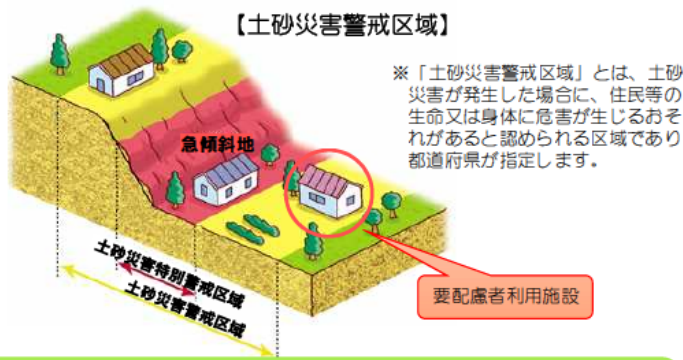 【土砂災害警戒区域】
※「土砂災害警戒区域」とは、土砂
災害が発生した場合に、住民等の
生命又は身体に危害が生じるおそ
れがあると認められる区域であり
都道府県が指定します。
急傾斜地
土砂災害特別警戒区域
土砂災害警戒区域
要配慮者利用施設